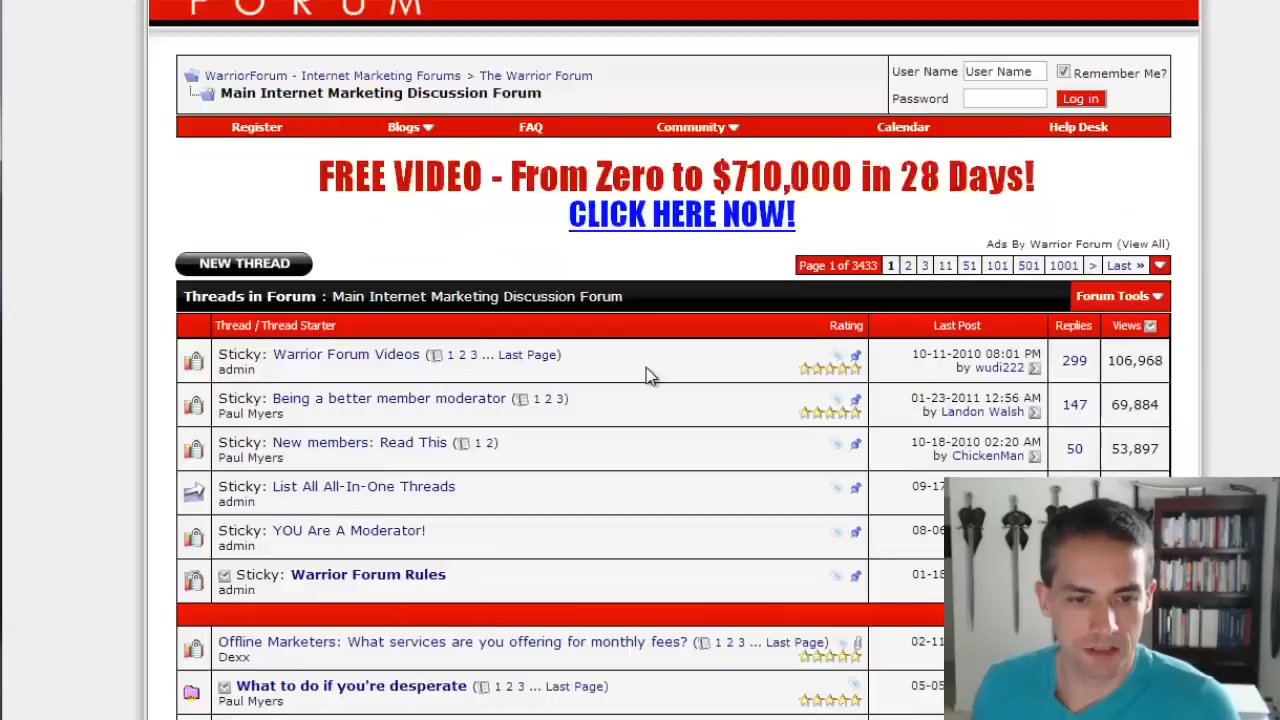 FORUM
WarriorForum - Internet Marketing Forums > The Warrior Forum
Main Internet Marketing Discussion Forum
User Name User Name Remember Me?
Password Log in
Register Blogs FAQ Community Calendar Help Desk
FREE VIDEO - From Zero to $710,000 in 28 Days!
CLICK HERE NOW!
Ads By Warrior Forum (View All)
NEW THREAD
Page 1 of 3433 1 2 3 11 51 101 501 1001 > Last »
Threads in Forum : Main Internet Marketing Discussion Forum
Forum Tools
Thread / Thread Starter Rating Last Post Replies Views
Sticky: Warrior Forum Videos ( 1 2 3 ... Last Page) 10-11-2010 08:01 PM 299 106,968
admin by wudi222
Sticky: Being a better member moderator ( 1 2 3) 01-23-2011 12:56 AM 147 69,884
Paul Myers by Landon Walsh
Sticky: New members: Read This ( 1 2) 10-18-2010 02:20 AM 50 53,897
Paul Myers by ChickenMan
Sticky: List All All-In-One Threads 09-17
admin
Sticky: YOU Are A Moderator! 08-06
admin
Sticky: Warrior Forum Rules 01-18
admin
Offline Marketers: What services are you offering for monthly fees? ( 1 2 3 ... Last Page) 02-11
Dexx
What to do if you're desperate ( 1 2 3 ... Last Page) 05-05
Paul Myers